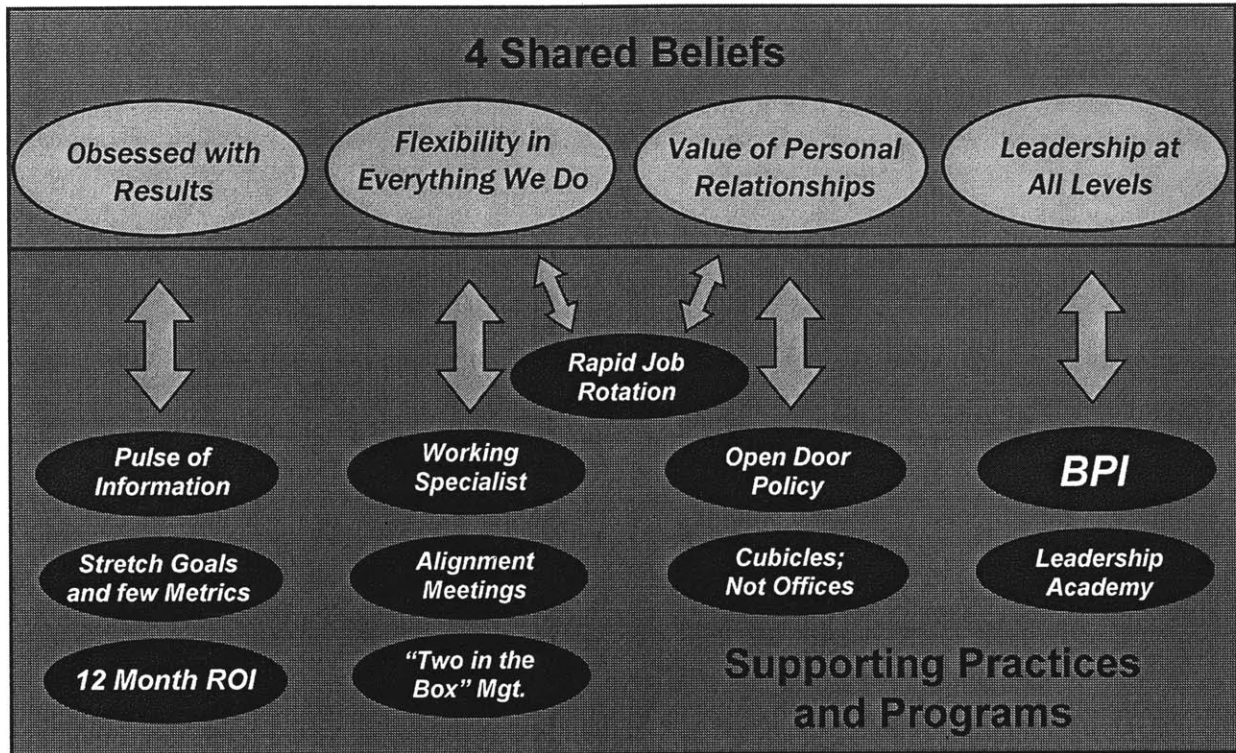 4 Shared Beliefs
Obsessed with
Results
Flexibility in
Everything We Do
Value of Personal
Relationships
Leadership at
All Levels
Rapid Job
Rotation
Pulse of
Information
Working
Specialist
Open Door
Policy
BPI
Stretch Goals
and few Metrics
Alignment
Meetings
Cubicles;
Not Offices
Leadership
Academy
12 Month ROI
“Two in the
Box” Mgt.
Supporting Practices
and Programs